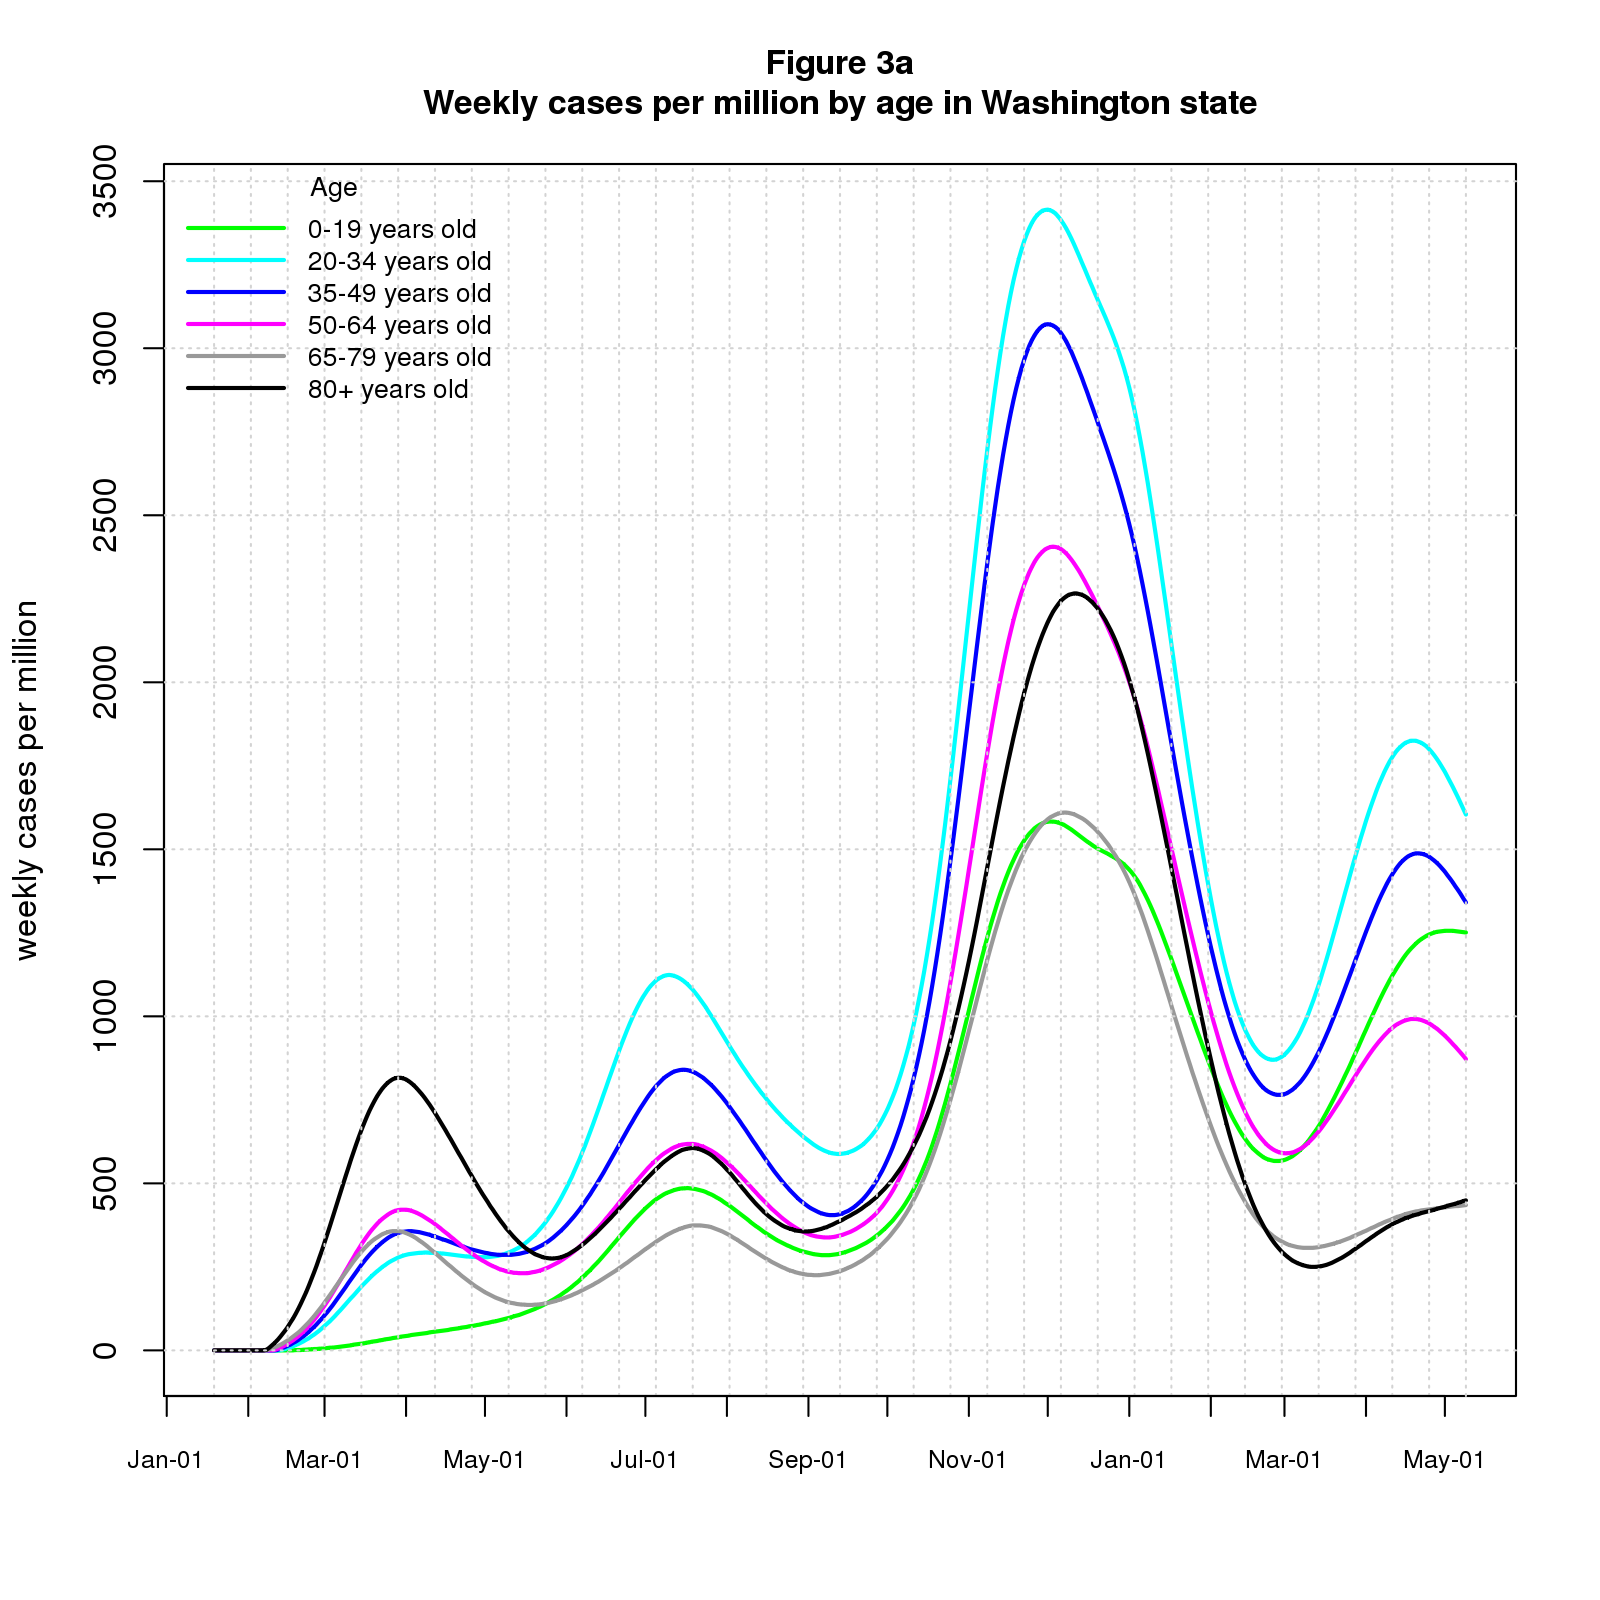 Figure 3a
Weekly cases per million by age in Washington state
weekly cases per million
3500
3000
2500
2000
1500
1000
500
0
Age
0-19 years old
20-34 years old
35-49 years old
50-64 years old
65-79 years old
80+ years old
Jan-01 Mar-01 May-01 Jul-01 Sep-01 Nov-01 Jan-01 Mar-01 May-01